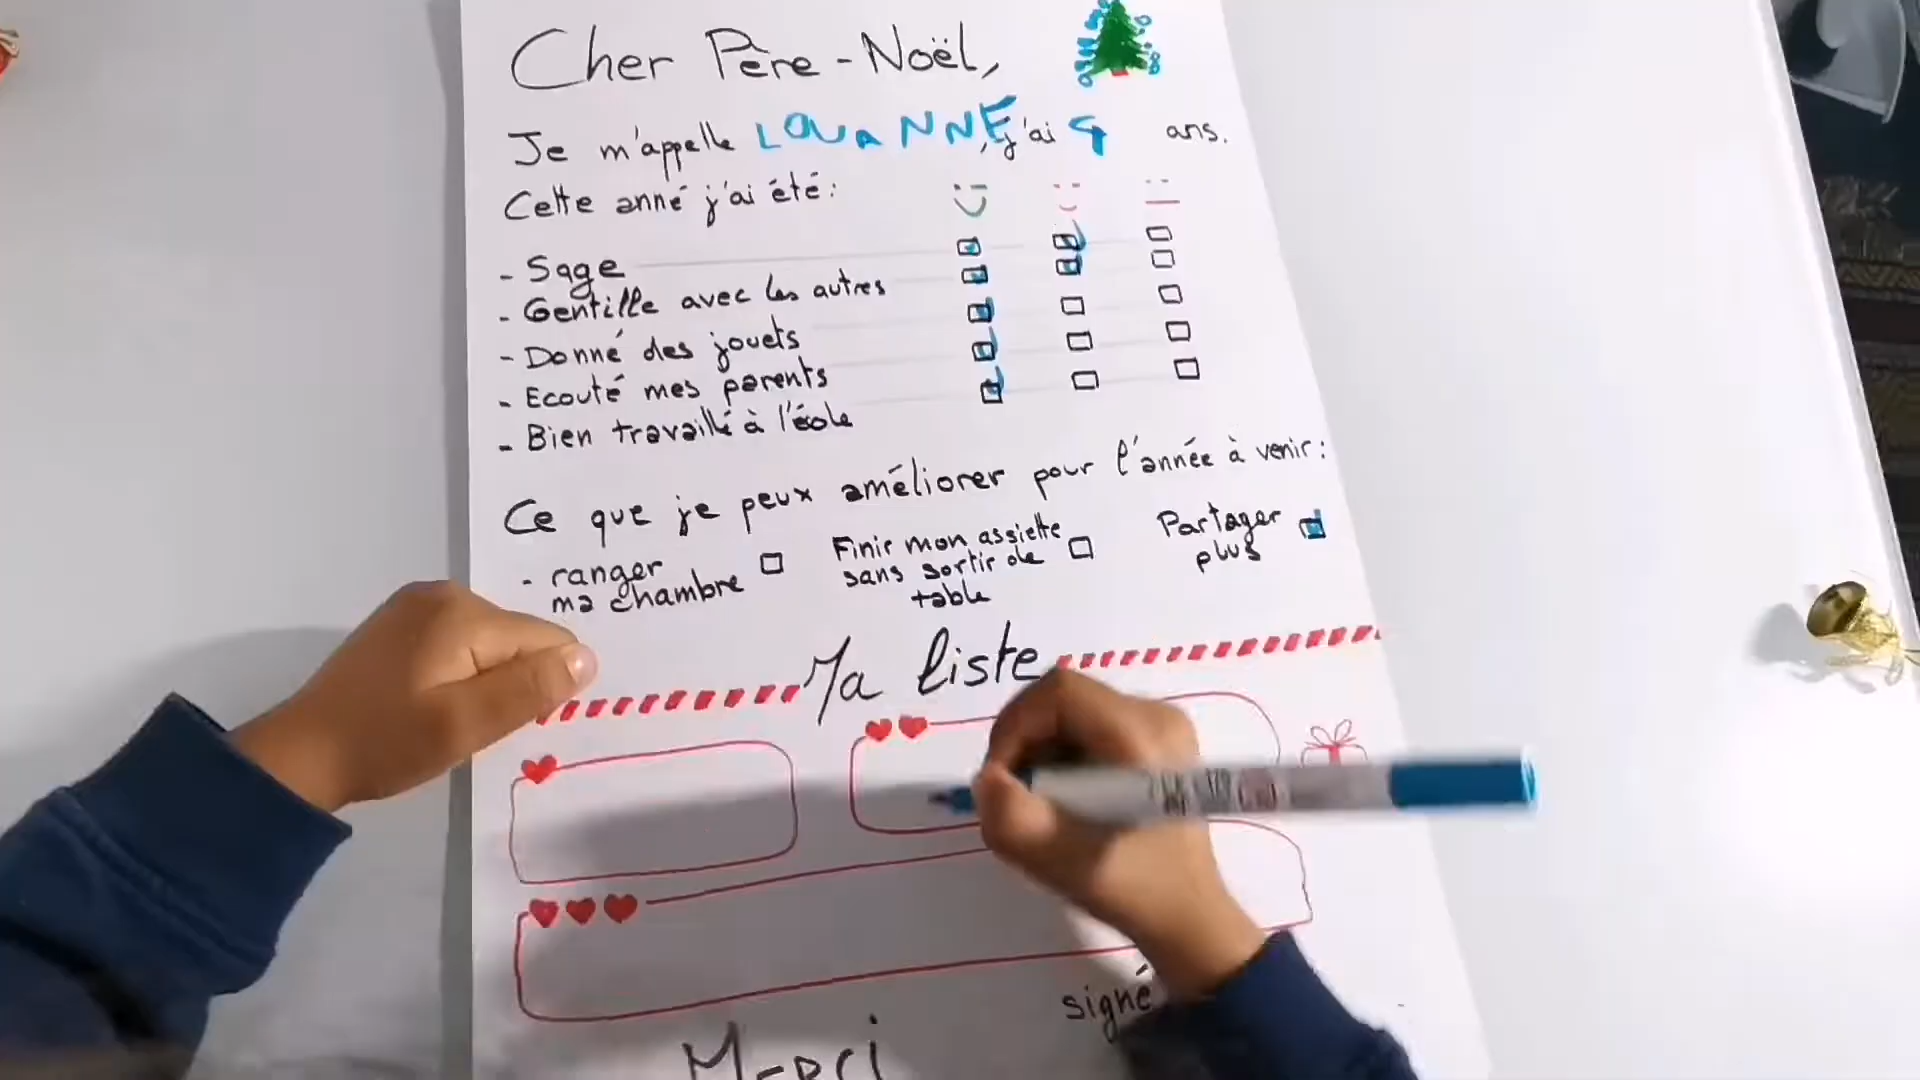 Cher Père-Noël,
Je m'appelle LOUANNE, j'ai 9 ans.
Cette anné j'ai été:
- Sage
- Gentille avec les autres
- Donné des jouets
- Ecouté mes parents
- Bien travaillé à l'école
Ce que je peux améliorer pour l'année à venir:
- ranger ma chambre
Finir mon assiette
sans sortir de
table
Partager
plus
Ma liste
signé
Merci